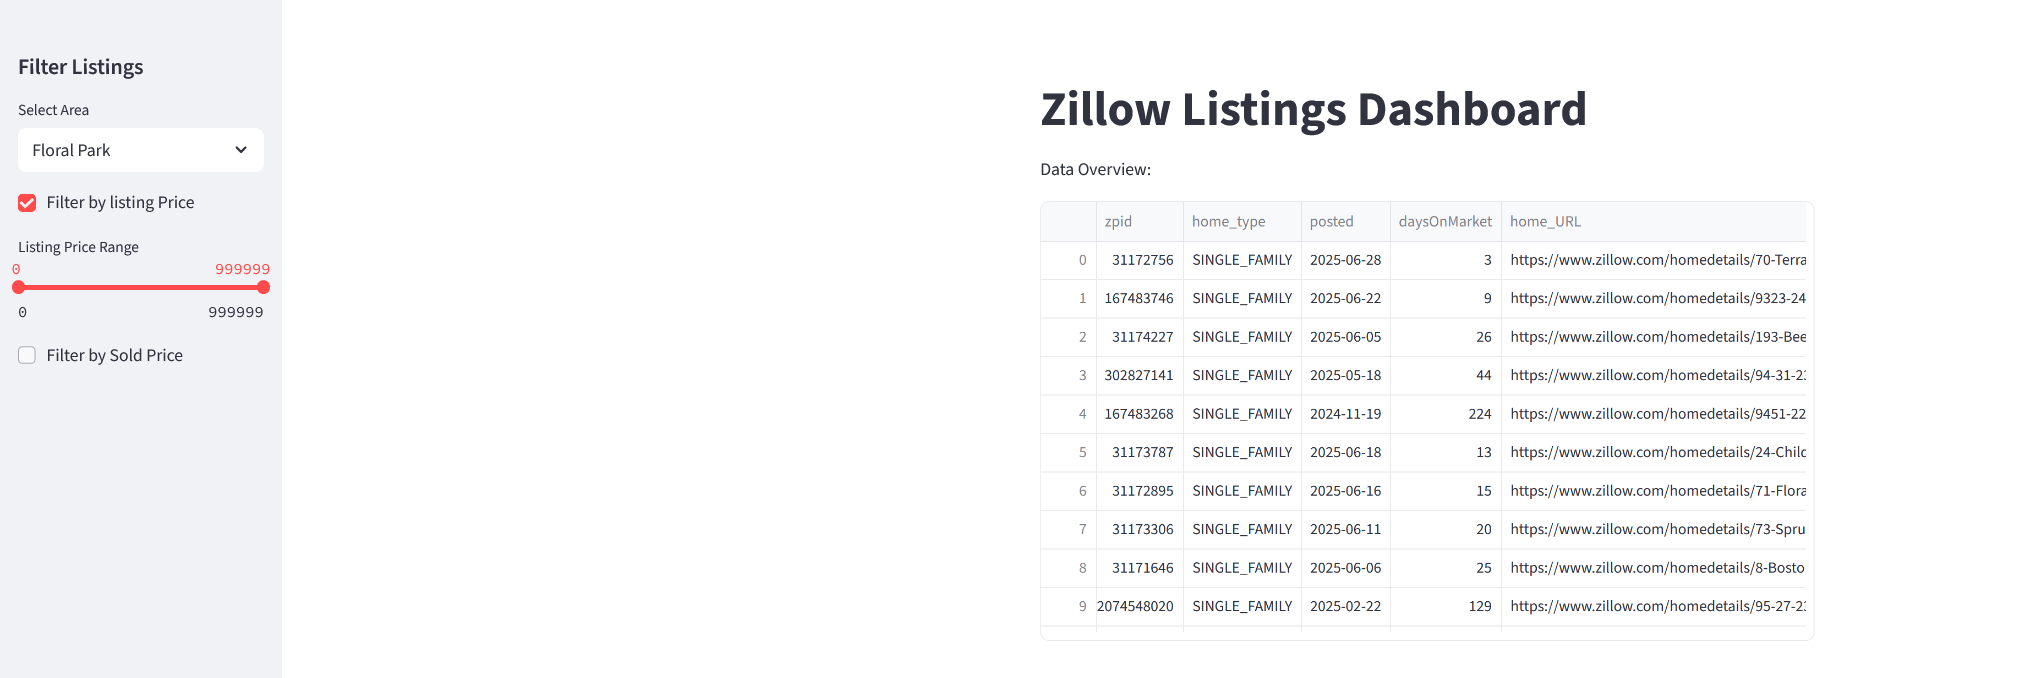 Filter Listings
Select Area
Floral Park
Filter by listing Price
Listing Price Range
0 999999
0 999999
Filter by Sold Price
Zillow Listings Dashboard
Data Overview:
zpid home_type posted daysOnMarket home_URL
0 31172756 SINGLE_FAMILY 2025-06-28 3 https://www.zillow.com/homedetails/70-Terra
1 167483746 SINGLE_FAMILY 2025-06-22 9 https://www.zillow.com/homedetails/9323-24
2 31174227 SINGLE_FAMILY 2025-06-05 26 https://www.zillow.com/homedetails/193-Bee
3 302827141 SINGLE_FAMILY 2025-05-18 44 https://www.zillow.com/homedetails/94-31-23
4 167483268 SINGLE_FAMILY 2024-11-19 224 https://www.zillow.com/homedetails/9451-22
5 31173787 SINGLE_FAMILY 2025-06-18 13 https://www.zillow.com/homedetails/24-Chil
6 31172895 SINGLE_FAMILY 2025-06-16 15 https://www.zillow.com/homedetails/71-Flora
7 31173306 SINGLE_FAMILY 2025-06-11 20 https://www.zillow.com/homedetails/73-Spru
8 31171646 SINGLE_FAMILY 2025-06-06 25 https://www.zillow.com/homedetails/8-Bosto
9 2074548020 SINGLE_FAMILY 2025-02-22 129 https://www.zillow.com/homedetails/95-27-23